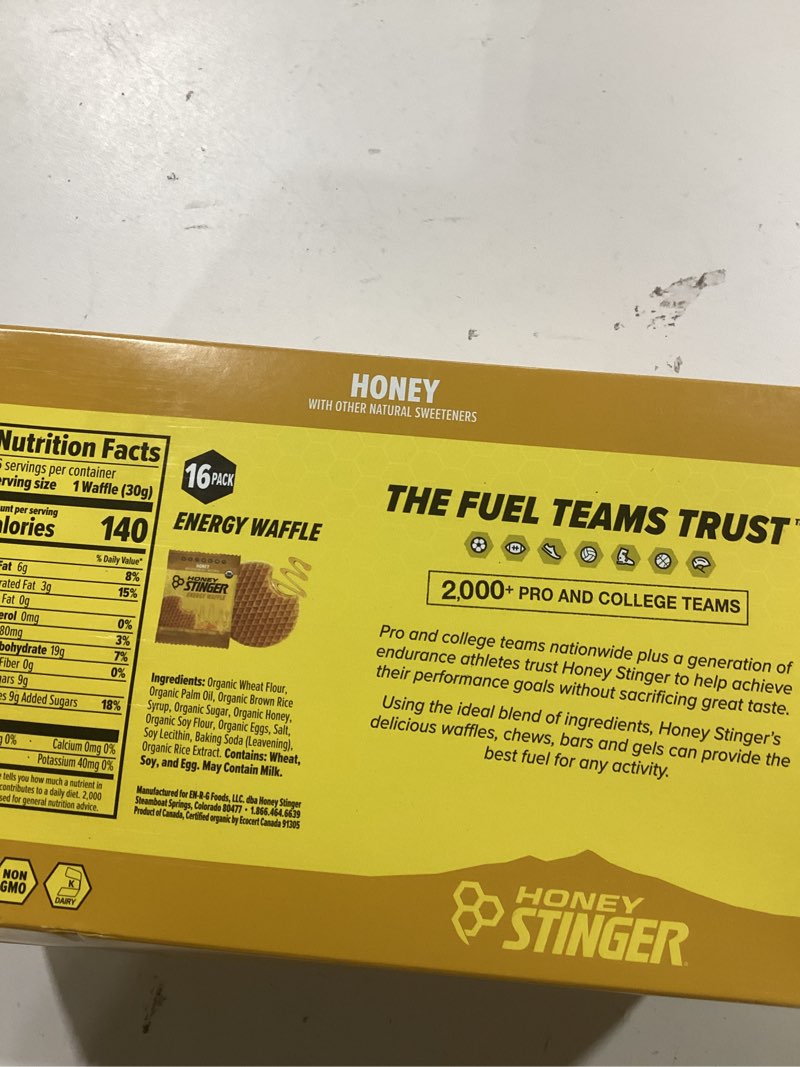 HONEY
WITH OTHER NATURAL SWEETENERS
Nutrition Facts
servings per container
serving size 1 Waffle (30g)
unt per serving
alories 140
% Daily Value*
Fat 6g 8%
rated Fat 3g 15%
Fat 0g
erol 0mg 0%
80mg 3%
bohydrate 19g 7%
Fiber 0g 0%
ars 9g
es 9g Added Sugars 18%
0% · Calcium 0mg 0%
· Potassium 40mg 0%
tells you how much a nutrient in
contributes to a daily diet. 2,000
sed for general nutrition advice.
NON
GMO
K
DAIRY
16 PACK
ENERGY WAFFLE
HONEY
HONEY
STINGER
ENERGY WAFFLE
Ingredients: Organic Wheat Flour,
Organic Palm Oil, Organic Brown Rice
Syrup, Organic Sugar, Organic Honey,
Organic Soy Flour, Organic Eggs, Salt,
Soy Lecithin, Baking Soda (Leavening),
Organic Rice Extract. Contains: Wheat,
Soy, and Egg. May Contain Milk.
Manufactured for EN-R-G Foods, LLC. dba Honey Stinger
Steamboat Springs, Colorado 80477 • 1.866.464.6639
Product of Canada, Certified organic by Ecocert Canada 91305
THE FUEL TEAMS TRUST™
2,000+ PRO AND COLLEGE TEAMS
Pro and college teams nationwide plus a generation of
endurance athletes trust Honey Stinger to help achieve
their performance goals without sacrificing great taste.
Using the ideal blend of ingredients, Honey Stinger's
delicious waffles, chews, bars and gels can provide the
best fuel for any activity.
HONEY
STINGER®